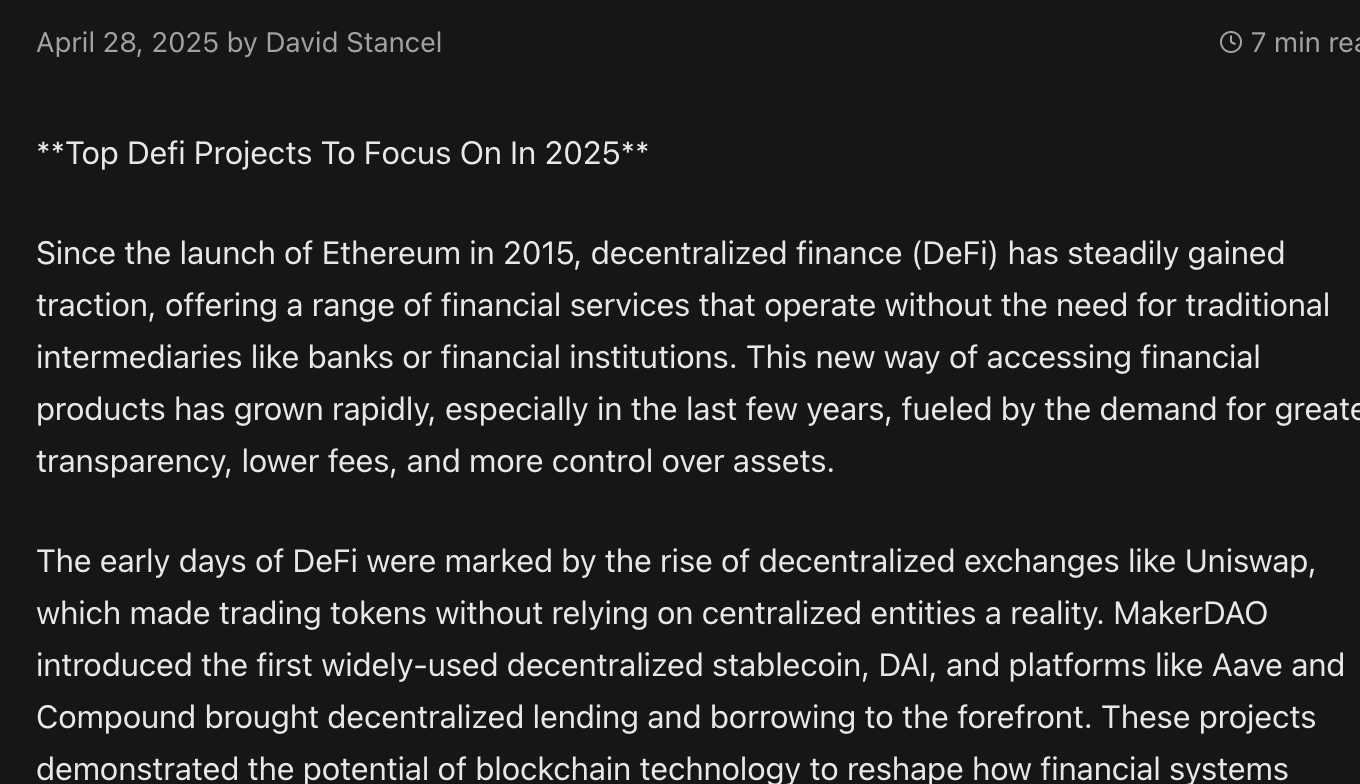 April 28, 2025 by David Stancel
7 min rea
**Top Defi Projects To Focus On In 2025**
Since the launch of Ethereum in 2015, decentralized finance (DeFi) has steadily gained
traction, offering a range of financial services that operate without the need for traditional
intermediaries like banks or financial institutions. This new way of accessing financial
products has grown rapidly, especially in the last few years, fueled by the demand for greate
transparency, lower fees, and more control over assets.
The early days of DeFi were marked by the rise of decentralized exchanges like Uniswap,
which made trading tokens without relying on centralized entities a reality. MakerDAO
introduced the first widely-used decentralized stablecoin, DAI, and platforms like Aave and
Compound brought decentralized lending and borrowing to the forefront. These projects
demonstrated the potential of blockchain technology to reshape how financial systems